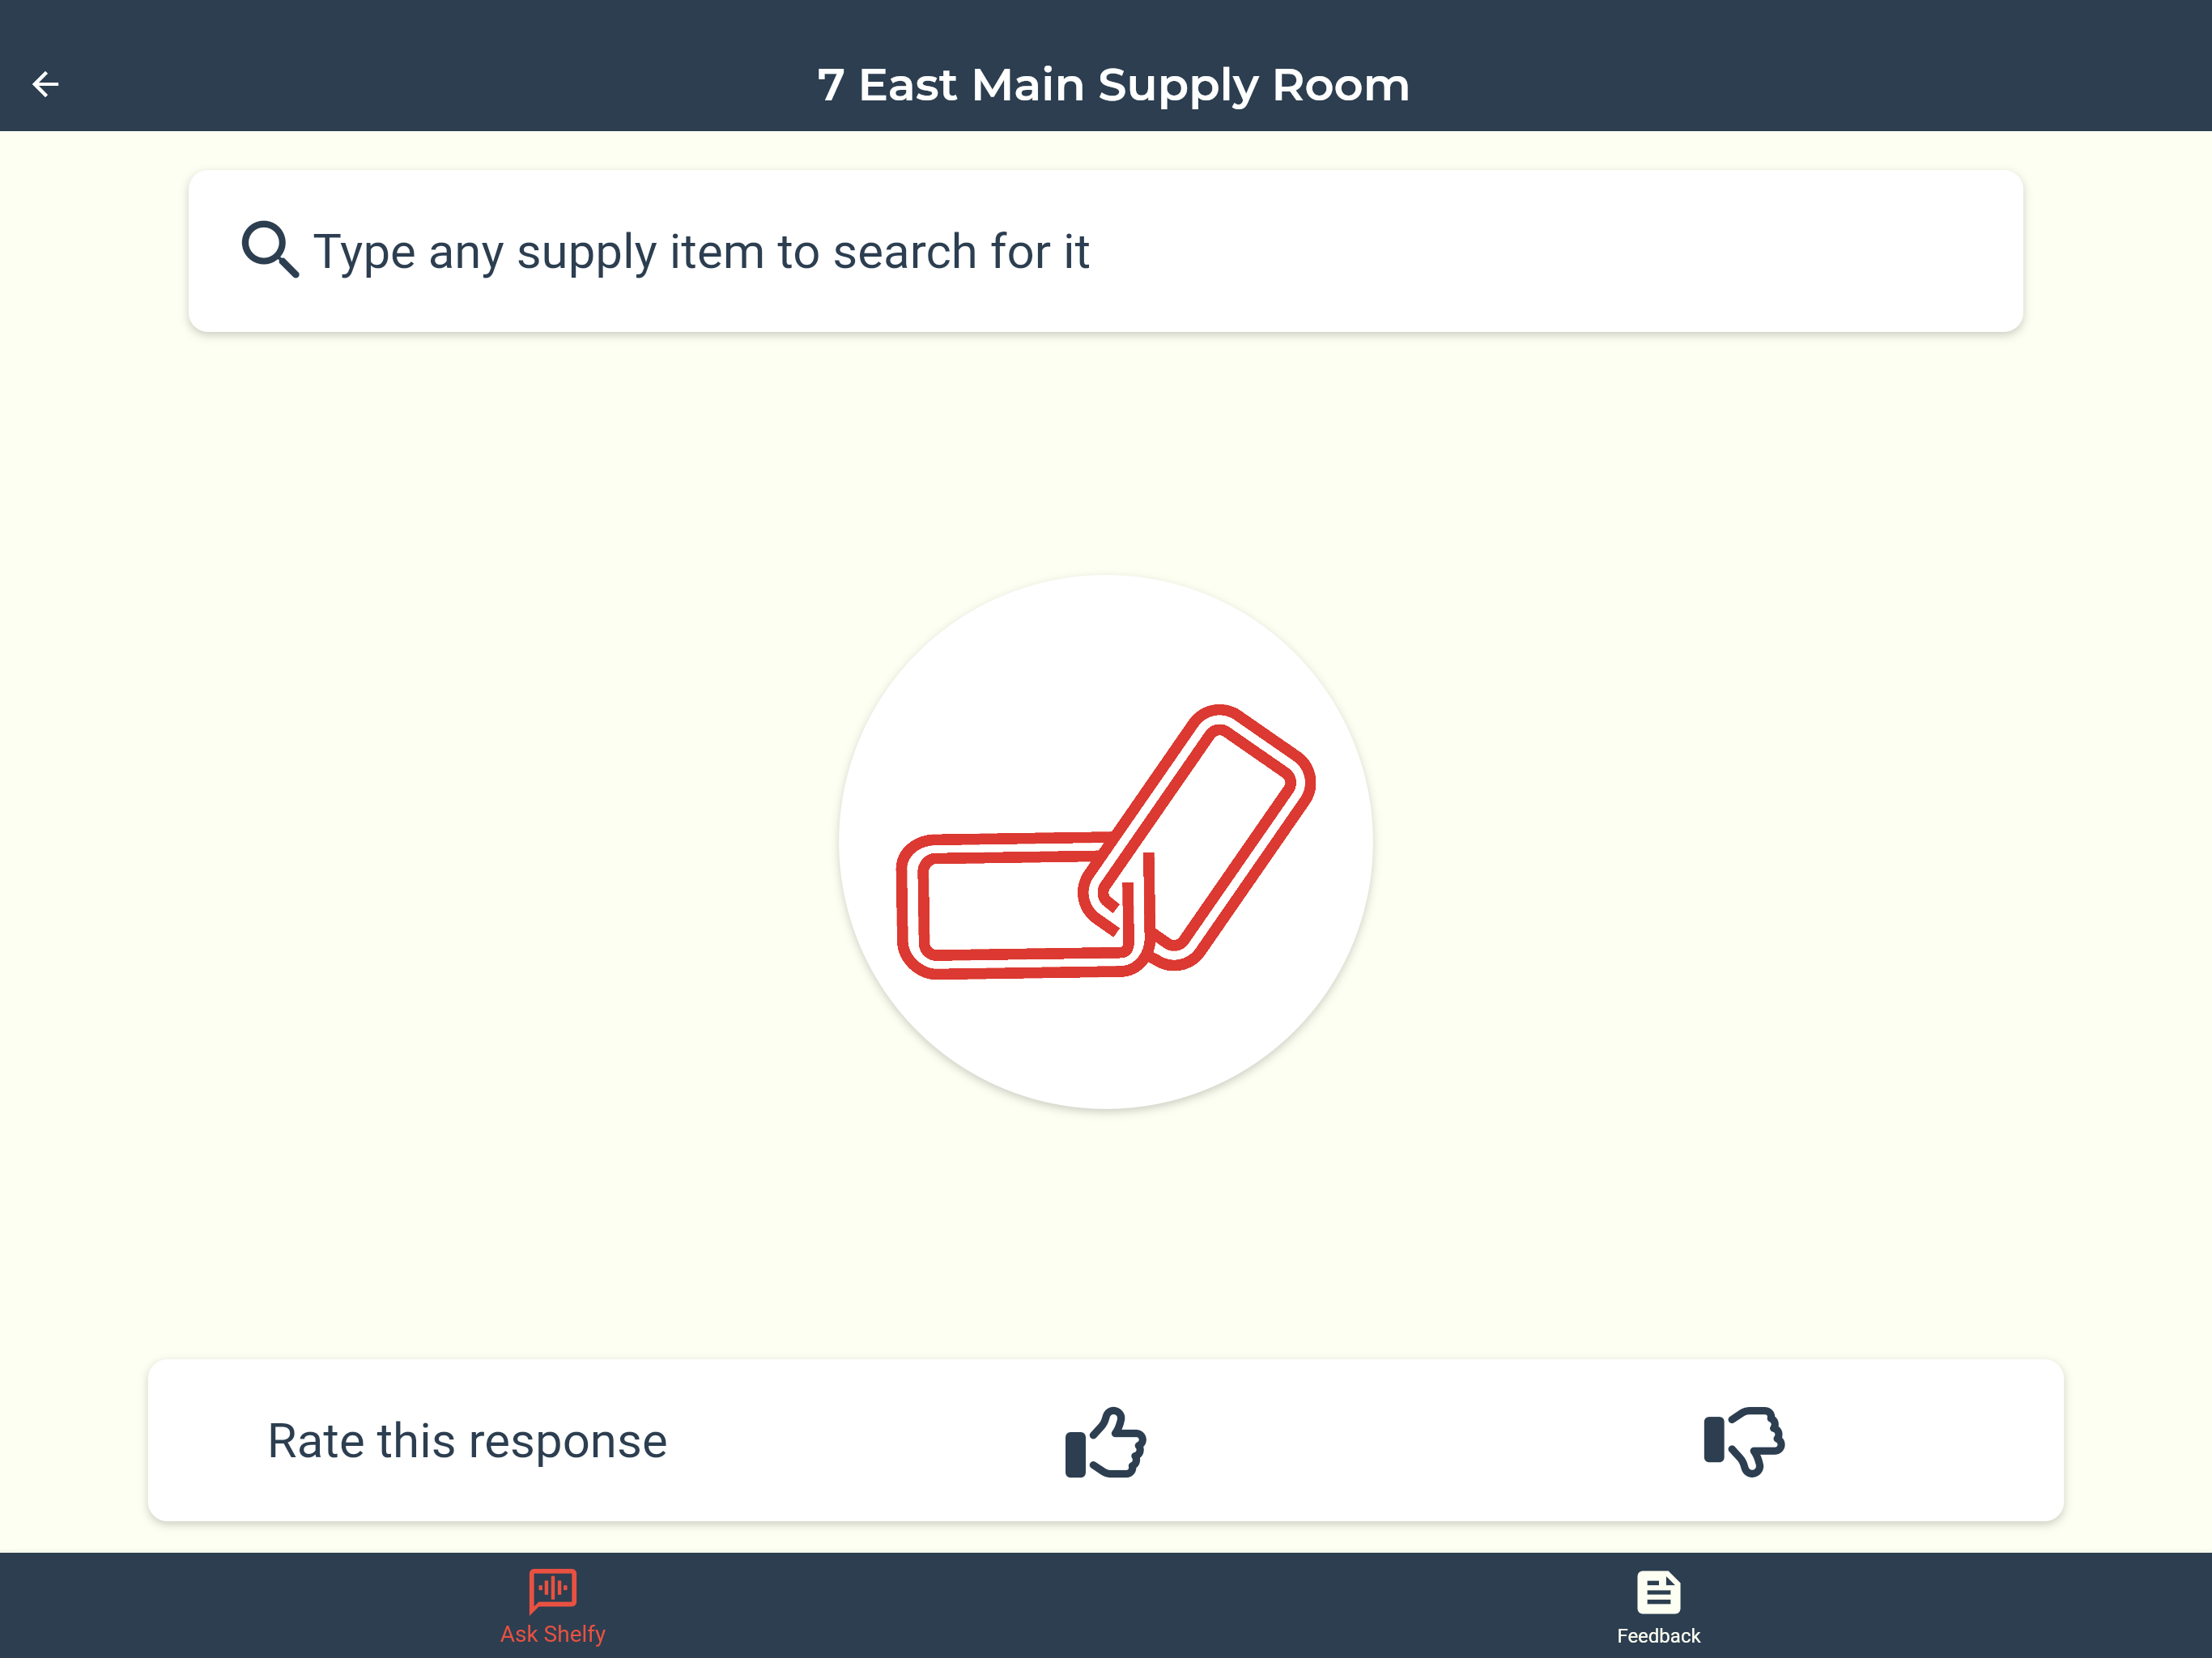 7 East Main Supply Room
Type any supply item to search for it
Rate this response
Ask Shelfy
Feedback